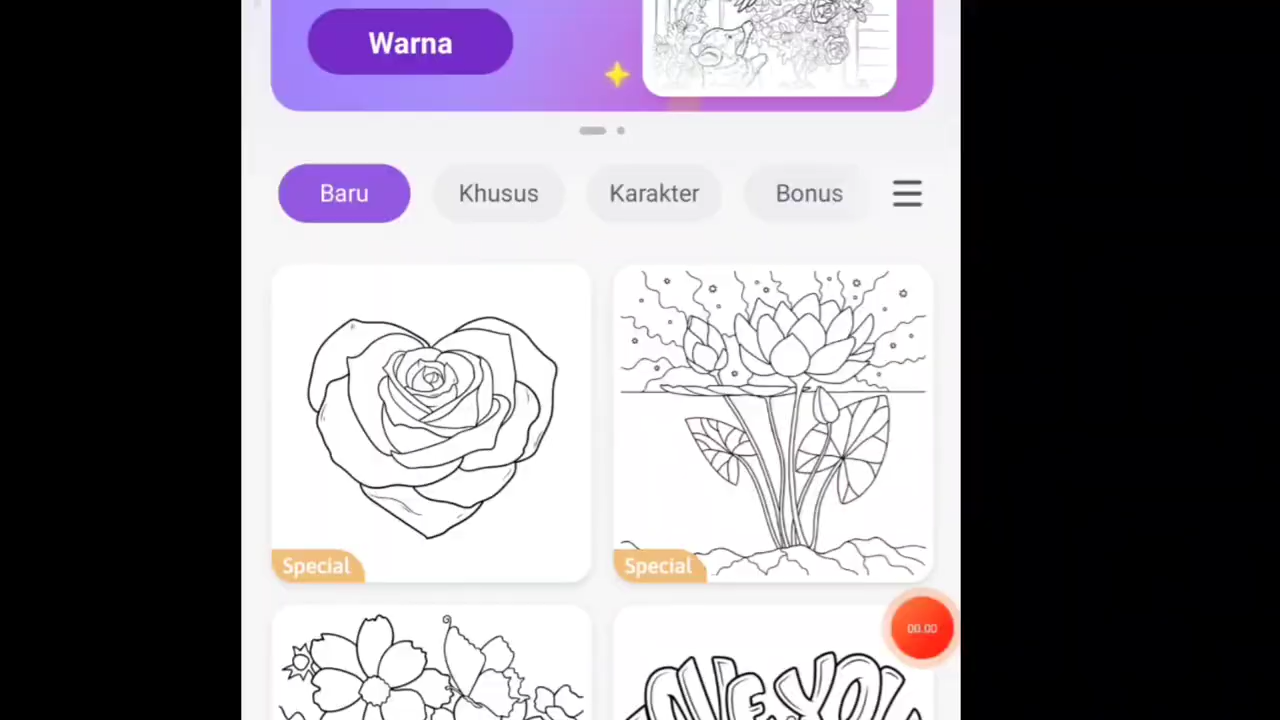 Warna
Baru
Khusus
Karakter
Bonus
Special
Special
00.00